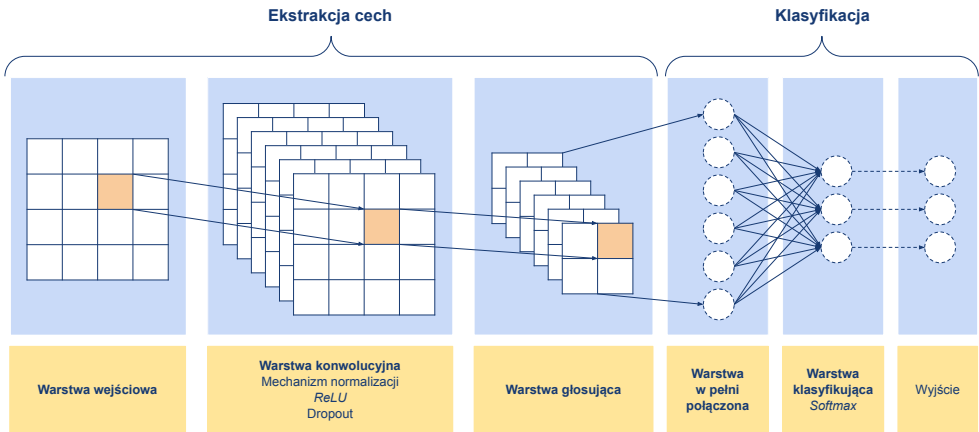 Ekstrakcja cech
Klasyfikacja
Warstwa wejściowa
Warstwa konwolucyjna
Mechanizm normalizacji
ReLU
Dropout
Warstwa głosująca
Warstwa
w pełni
połączona
Warstwa
klasyfikująca
Softmax
Wyjście